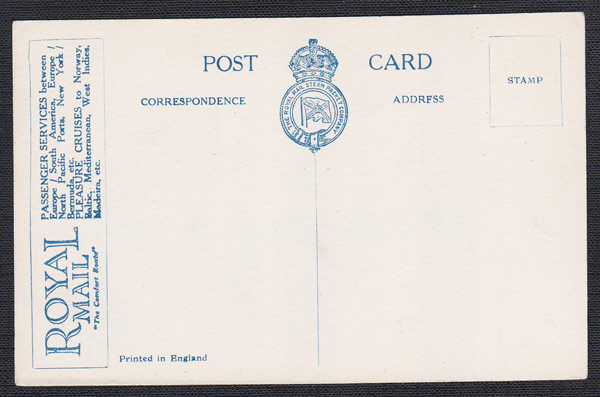 POST CARD
CORRESPONDENCE
ADDRESS
STAMP
THE ROYAL MAIL STEAM PACKET COMPANY
ROYAL
MAIL
"The Comfort Route"
PASSENGER SERVICES between
Europe / South America, Europe /
North Pacific Ports, New York /
Bermuda, etc.
PLEASURE CRUISES to Norway,
Baltic, Mediterranean, West Indies,
Madeira, etc.
Printed in England